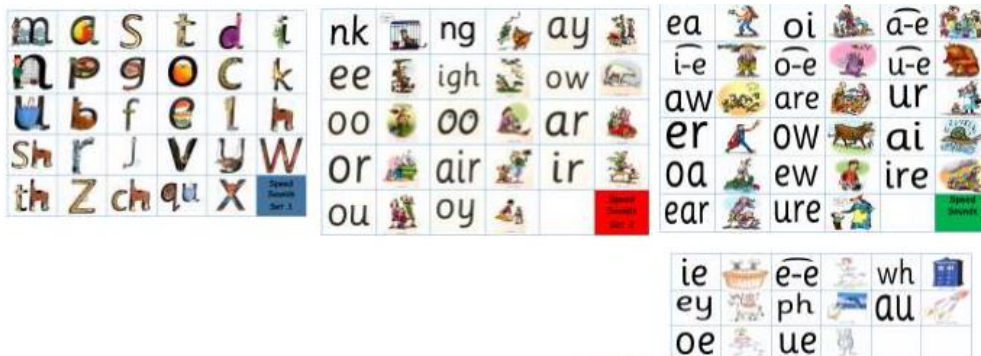 m a s t d i
n p g o c k
u b f e l h
sh r j v y w
th z ch qu x Speed Sounds Set 1
nk ng ay
ee igh ow
oo oo ar
or air ir
ou oy Speed Sounds Set 2
ea oi a-e
i-e o-e u-e
aw are ur
er ow ai
oa ew ire
ear ure Speed Sounds
ie e-e wh
ey ph au
oe ue